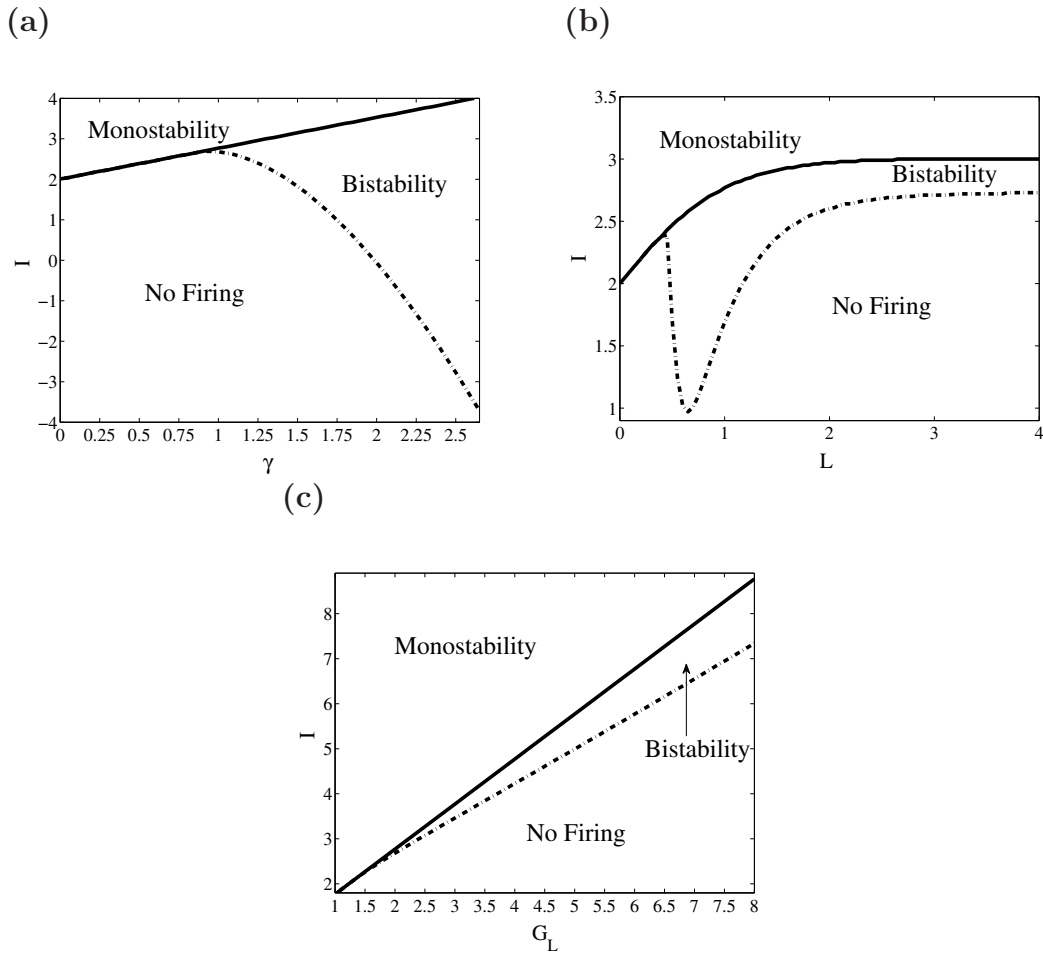 (a)
4
3
2
1
0
−1
−2
−3
−4
I
Monostability
Bistability
No Firing
0 0.25 0.5 0.75 1 1.25 1.5 1.75 2 2.25 2.5
γ
(b)
3.5
3
2.5
2
1.5
1
I
Monostability
Bistability
No Firing
0 1 2 3 4
L
(c)
8
7
6
5
4
3
2
I
Monostability
Bistability
No Firing
1 1.5 2 2.5 3 3.5 4 4.5 5 5.5 6 6.5 7 7.5 8
G_L